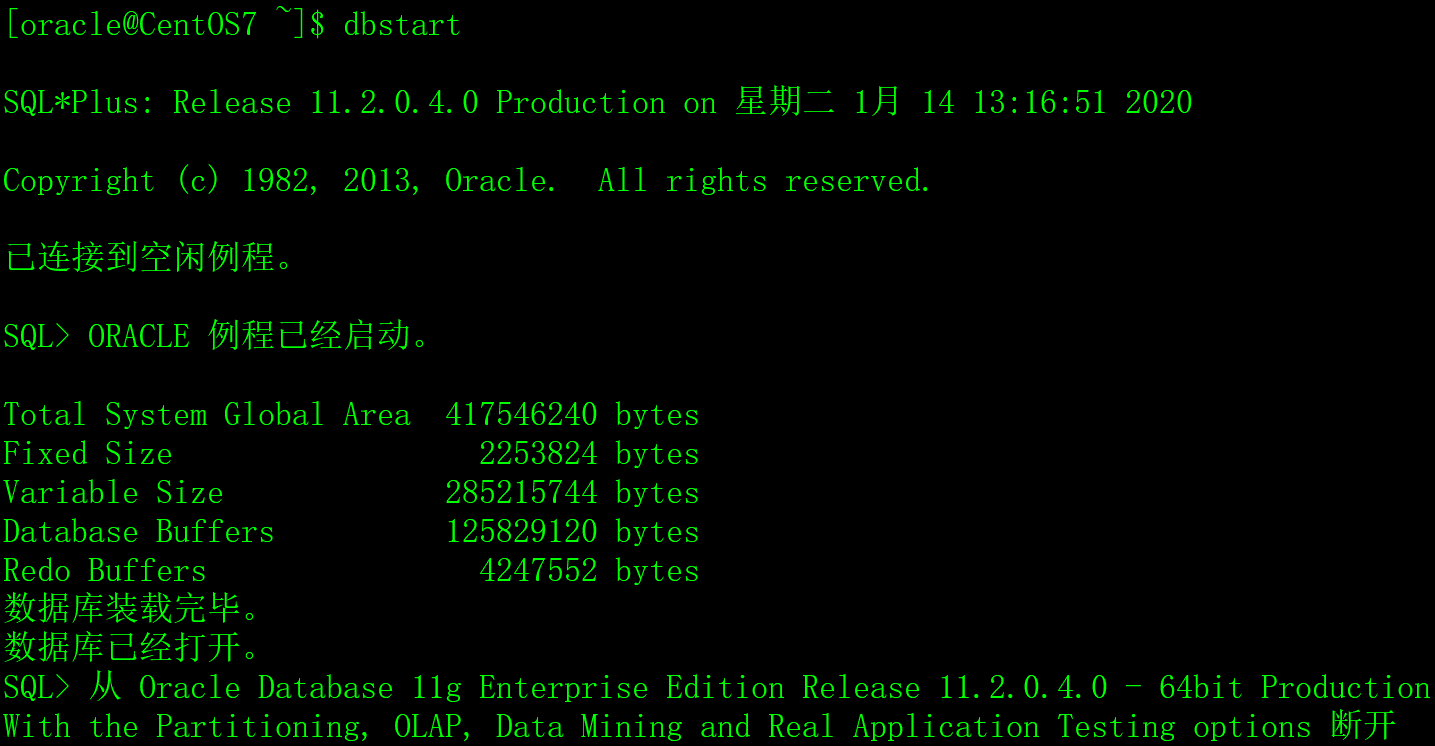 [oracle@CentOS7 ~]$ dbstart
SQL*Plus: Release 11.2.0.4.0 Production on 星期二 1月 14 13:16:51 2020
Copyright (c) 1982, 2013, Oracle.  All rights reserved.
已连接到空闲例程。
SQL> ORACLE 例程已经启动。
Total System Global Area  417546240 bytes
Fixed Size                  2253824 bytes
Variable Size             285215744 bytes
Database Buffers          125829120 bytes
Redo Buffers                4247552 bytes
数据库装载完毕。
数据库已经打开。
SQL> 从 Oracle Database 11g Enterprise Edition Release 11.2.0.4.0 - 64bit Production
With the Partitioning, OLAP, Data Mining and Real Application Testing options 断开